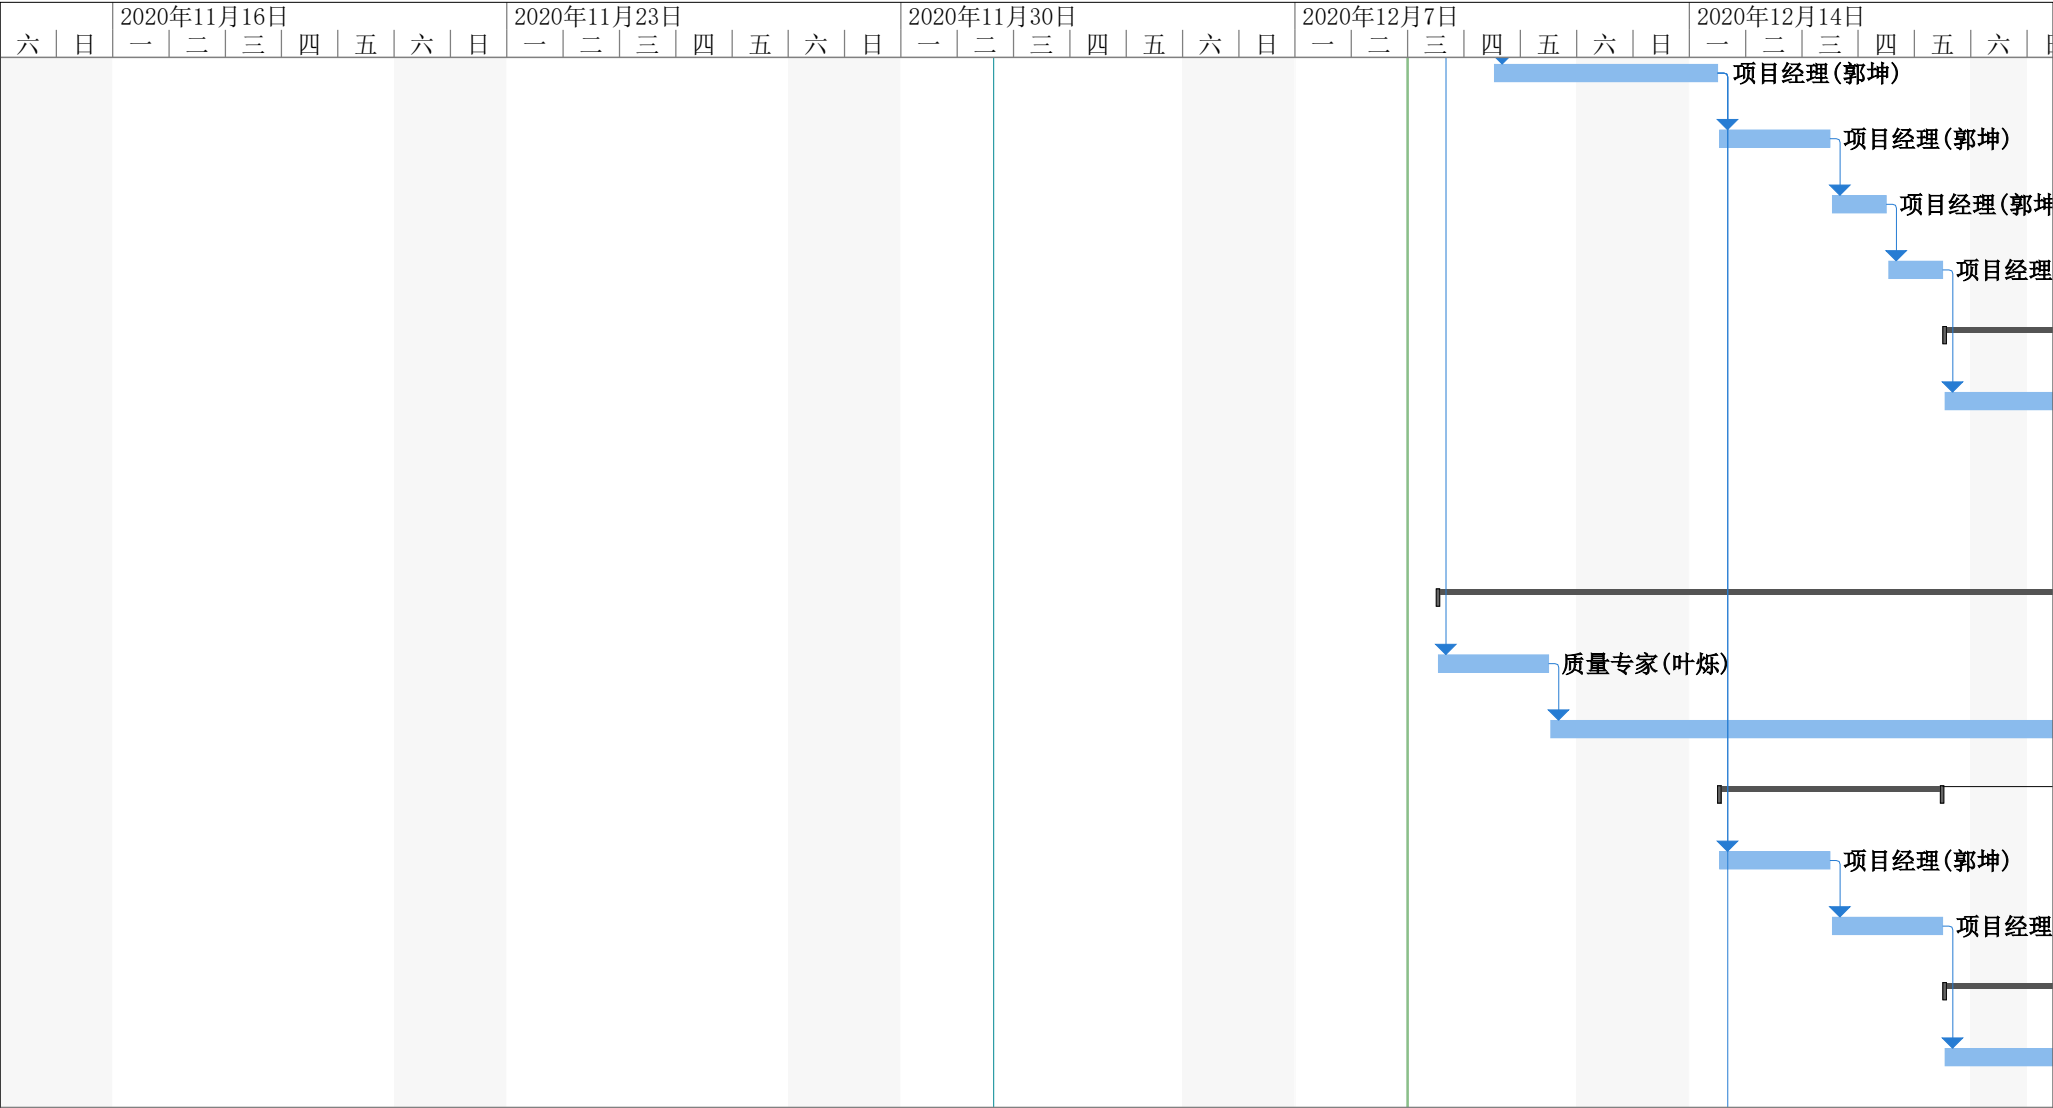 2020年11月16日 2020年11月23日 2020年11月30日 2020年12月7日 2020年12月14日
六 日 一 二 三 四 五 六 日 一 二 三 四 五 六 日 一 二 三 四 五 六 日 一 二 三 四 五 六 日 一 二 三 四 五 六
项目经理(郭坤)
项目经理(郭坤)
项目经理(郭坤
项目经理
质量专家(叶烁)
项目经理(郭坤)
项目经理